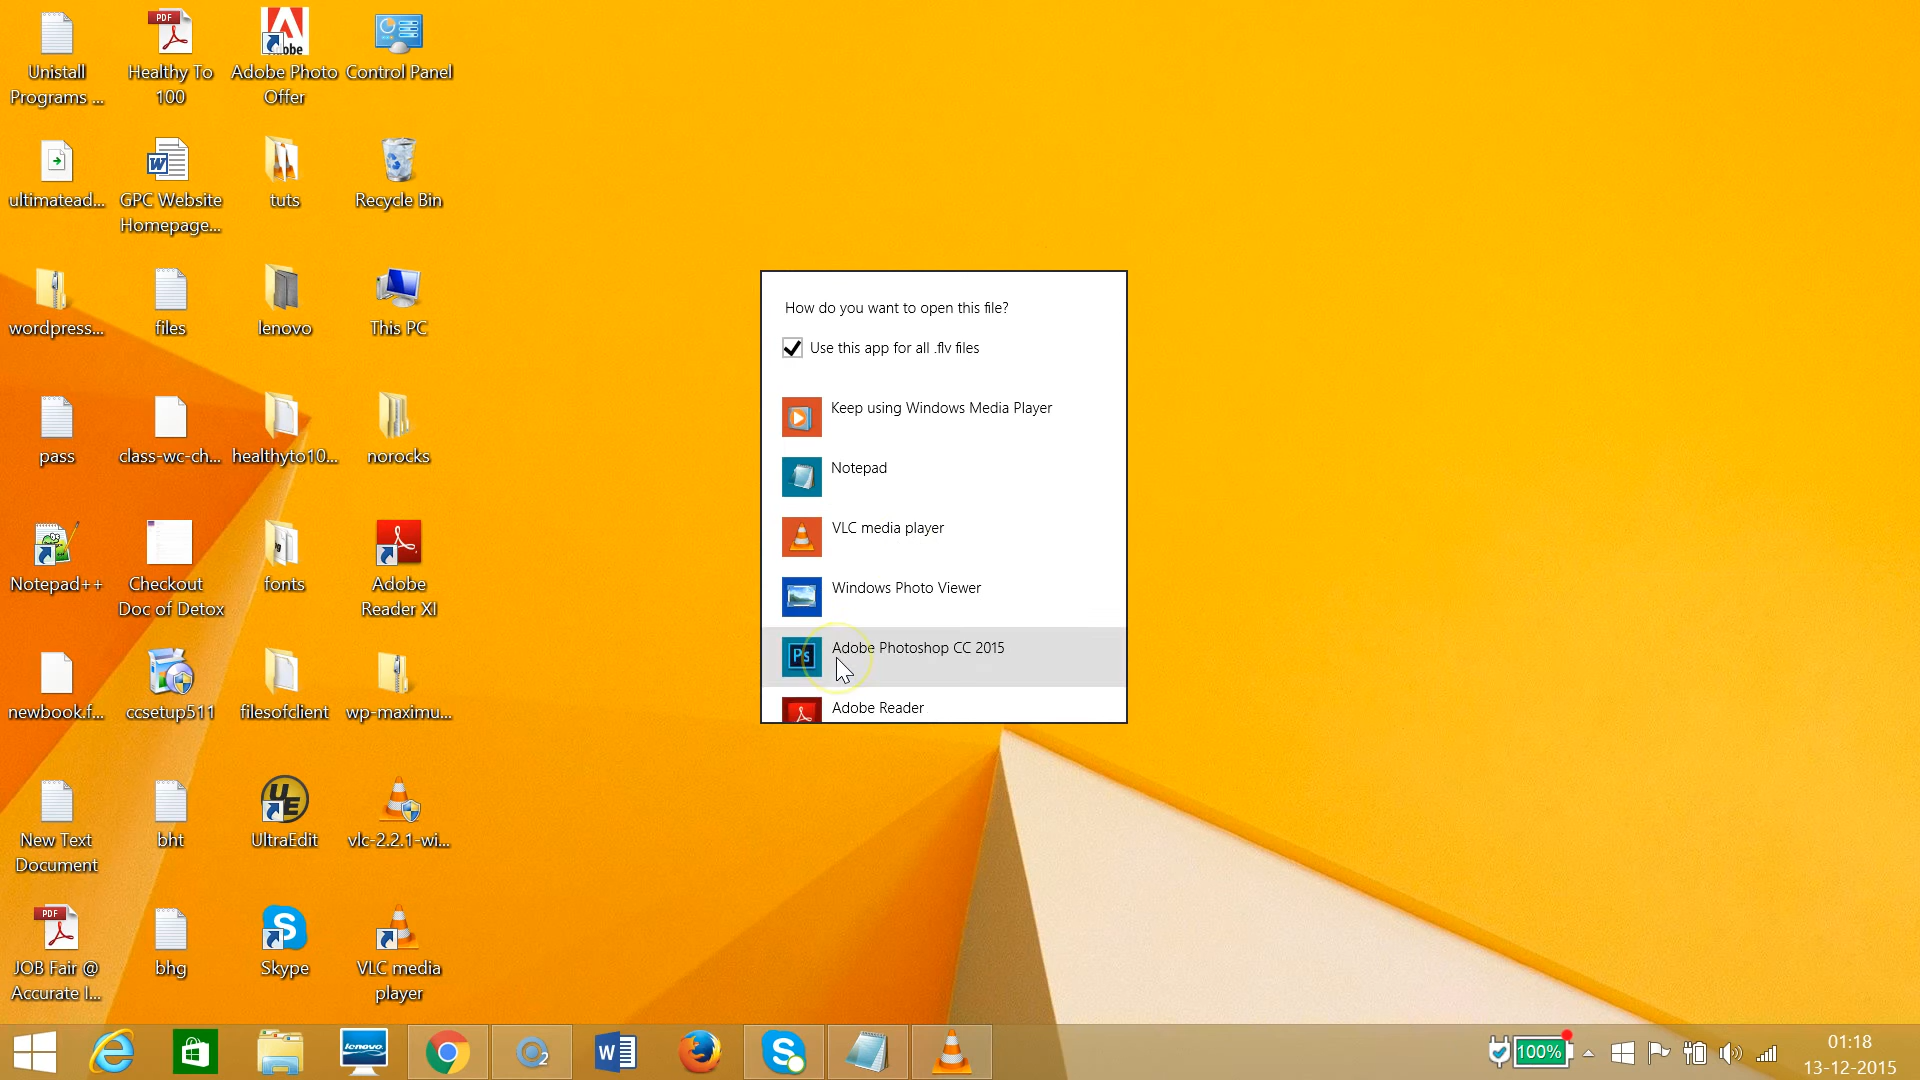 Unistall
Programs ...
Healthy To
100
Adobe Photo
Offer
Control Panel
ultimatead...
GPC Website
Homepage...
tuts
Recycle Bin
wordpress...
files
lenovo
This PC
pass
class-wc-ch...
healthyto10...
norocks
Notepad++
Checkout
Doc of Detox
fonts
Adobe
Reader XI
newbook.f...
ccsetup511
filesofclient
wp-maximu...
New Text
Document
bht
UltraEdit
vlc-2.2.1-wi...
JOB Fair @
Accurate I...
bhg
Skype
VLC media
player
How do you want to open this file?
Use this app for all .flv files
Keep using Windows Media Player
Notepad
VLC media player
Windows Photo Viewer
Adobe Photoshop CC 2015
Adobe Reader
100%
01:18
13-12-2015